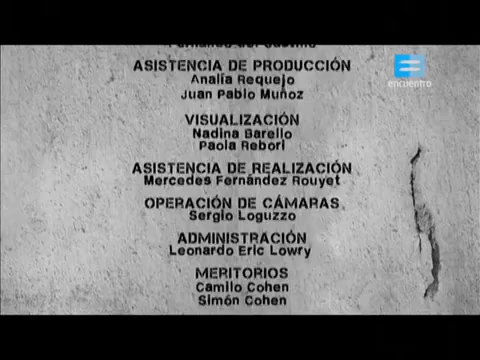 ASISTENCIA DE PRODUCCIÓN
Analía Requejo
Juan Pablo Muñoz
VISUALIZACIÓN
Nadina Barello
Paola Rebori
ASISTENCIA DE REALIZACIÓN
Mercedes Fernández Rouyet
OPERACIÓN DE CÁMARAS
Sergio Loguzzo
ADMINISTRACIÓN
Leonardo Eric Lowry
MERITORIOS
Camilo Cohen
Simón Cohen
encuentro